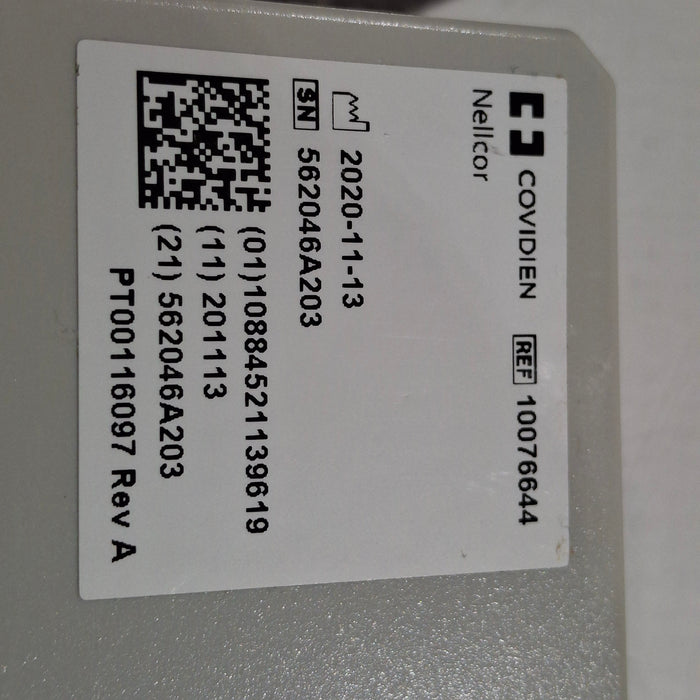 COVIDIEN REF 10076644
Nellcor
2020-11-13
SN 562046A203
(01)10884521139619
(11) 201113
(21) 562046A203
PT00116097 Rev A